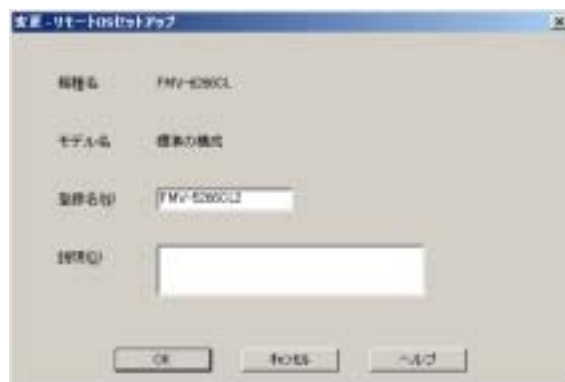 変更 - リモートOSセットアップ
機種名 FMV-6266CL
モデル名 標準の構成
登録名(N) FMV-6266CL2
説明(C)
OK キャンセル ヘルプ